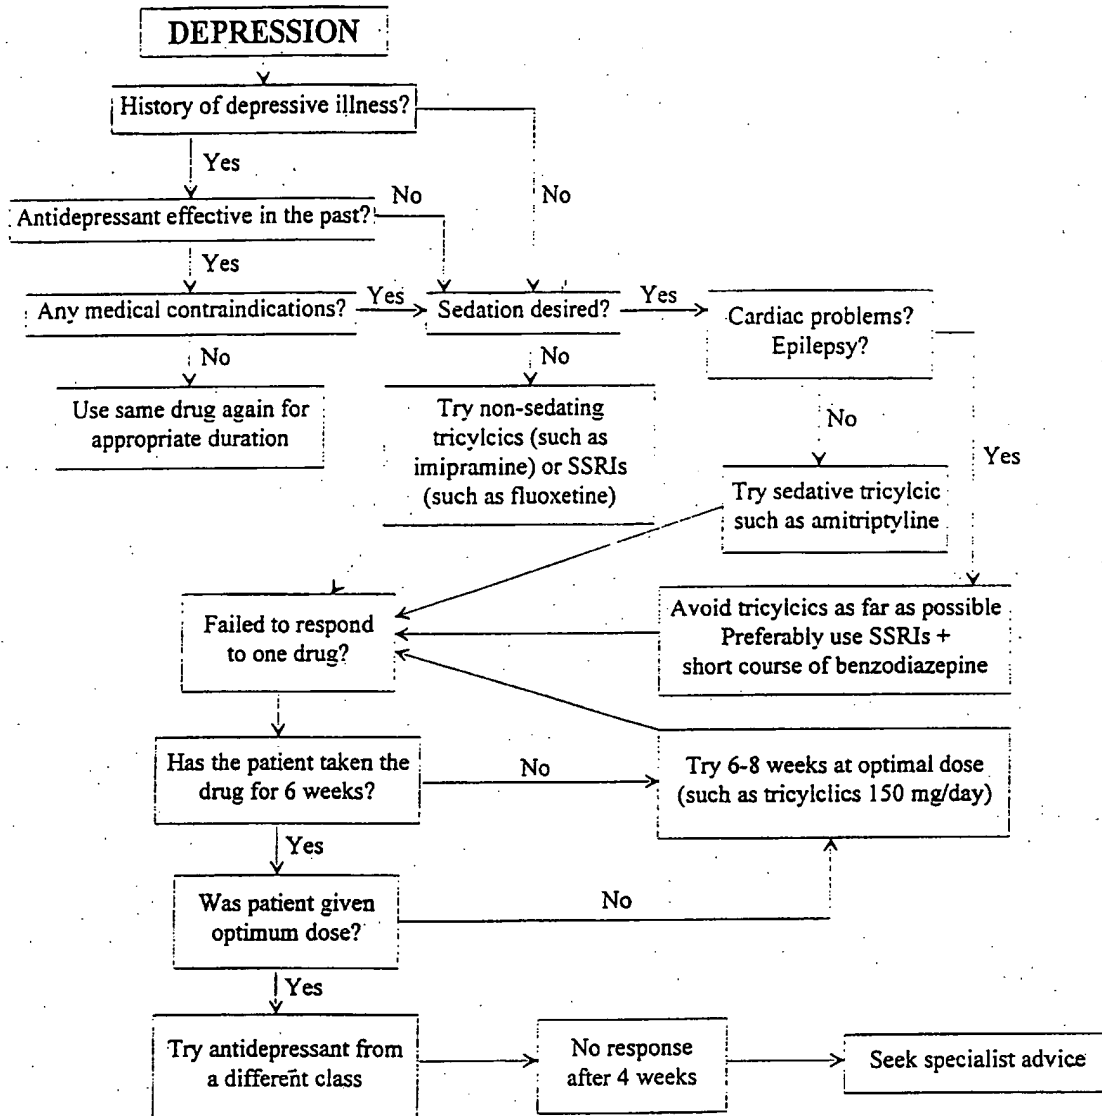 DEPRESSION
History of depressive illness?
Yes
No
No
Antidepressant effective in the past?
Yes
Any medical contraindications?
Yes
Sedation desired?
Yes
Cardiac problems?
Epilepsy?
No
No
No
Yes
Use same drug again for
appropriate duration
Try non-sedating
tricylcics (such as
imipramine) or SSRIs
(such as fluoxetine)
Try sedative tricylcic
such as amitriptyline
Failed to respond
to one drug?
Avoid tricylcics as far as possible
Preferably use SSRIs +
short course of benzodiazepine
Has the patient taken the
drug for 6 weeks?
No
Try 6-8 weeks at optimal dose
(such as tricylclics 150 mg/day)
Yes
Was patient given
optimum dose?
No
Yes
Try antidepressant from
a different class
No response
after 4 weeks
Seek specialist advice